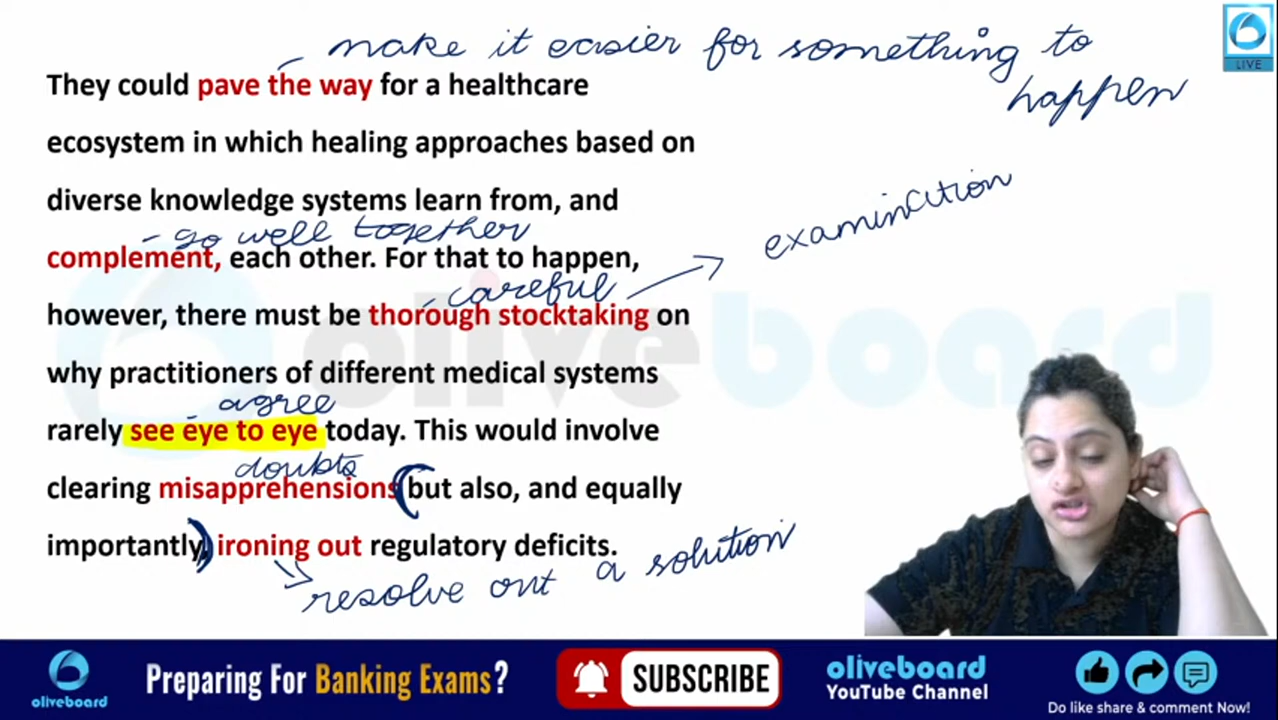 make it easier for something to
happen
They could pave the way for a healthcare
ecosystem in which healing approaches based on
diverse knowledge systems learn from, and
go well together
complement, each other. For that to happen,
careful
examination
however, there must be thorough stocktaking on
why practitioners of different medical systems
agree
rarely see eye to eye today. This would involve
doubts
clearing misapprehensions (but also, and equally
importantly,) ironing out regulatory deficits.
resolve out a solution
LIVE
oliveboard
oliveboard
Preparing For Banking Exams?
SUBSCRIBE
oliveboard
YouTube Channel
Do like share & comment Now!